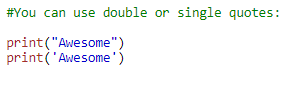 #You can use double or single quotes:
print("Awesome")
print('Awesome')